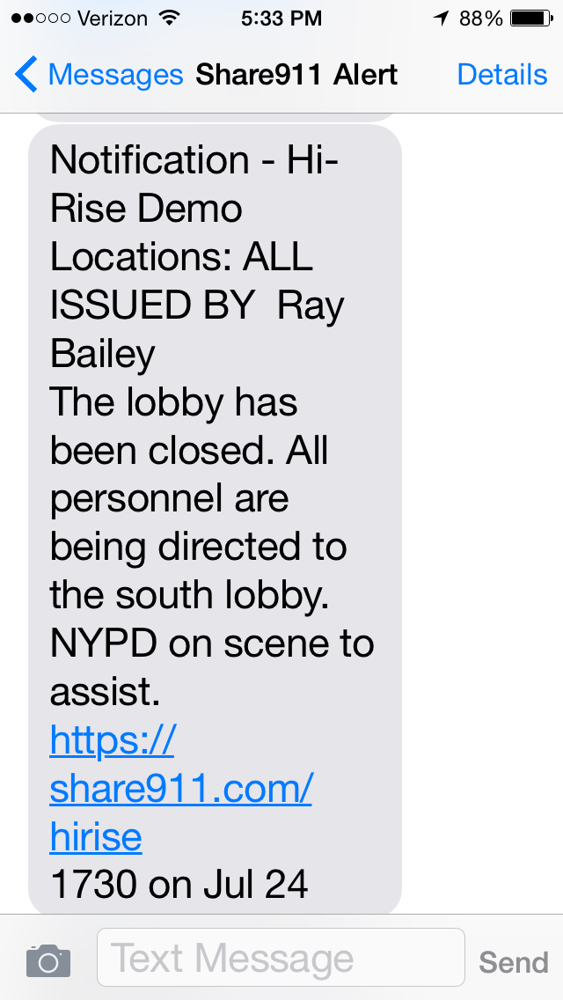 Verizon 5:33 PM 88%
Messages Share911 Alert Details
Notification - Hi-
Rise Demo
Locations: ALL
ISSUED BY  Ray
Bailey
The lobby has
been closed. All
personnel are
being directed to
the south lobby.
NYPD on scene to
assist.
https://
share911.com/
hirise
1730 on Jul 24
Text Message Send